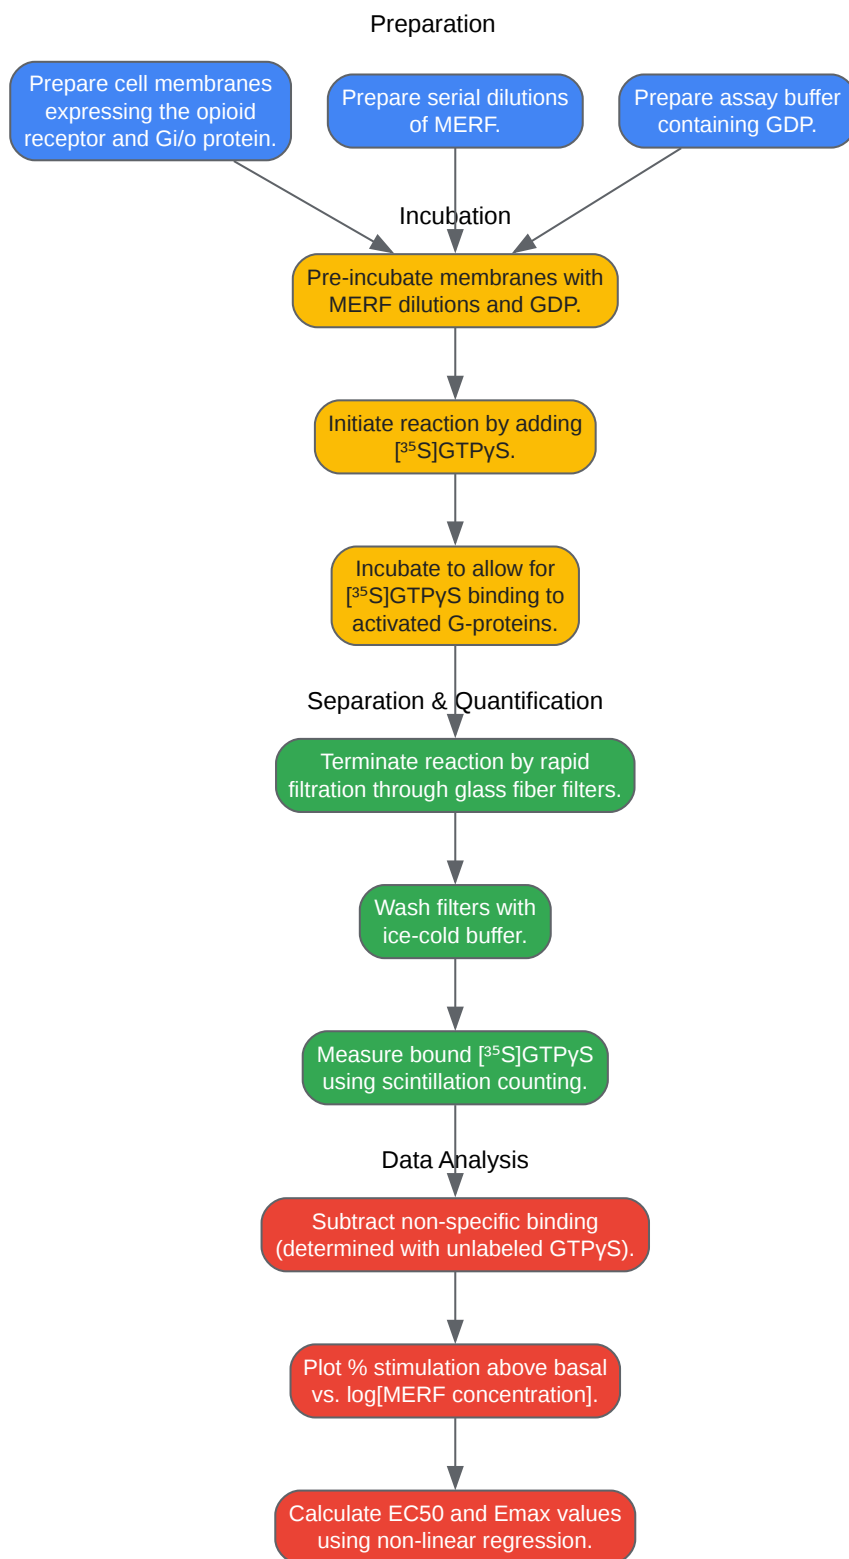 Preparation
Prepare cell membranes
expressing the opioid
receptor and Gi/o protein.
Prepare serial dilutions
of MERF.
Prepare assay buffer
containing GDP.
Incubation
Pre-incubate membranes with
MERF dilutions and GDP.
Initiate reaction by adding
[³⁵S]GTPγS.
Incubate to allow for
[³⁵S]GTPγS binding to
activated G-proteins.
Separation & Quantification
Terminate reaction by rapid
filtration through glass fiber filters.
Wash filters with
ice-cold buffer.
Measure bound [³⁵S]GTPγS
using scintillation counting.
Data Analysis
Subtract non-specific binding
(determined with unlabeled GTPγS).
Plot % stimulation above basal
vs. log[MERF concentration].
Calculate EC50 and Emax values
using non-linear regression.